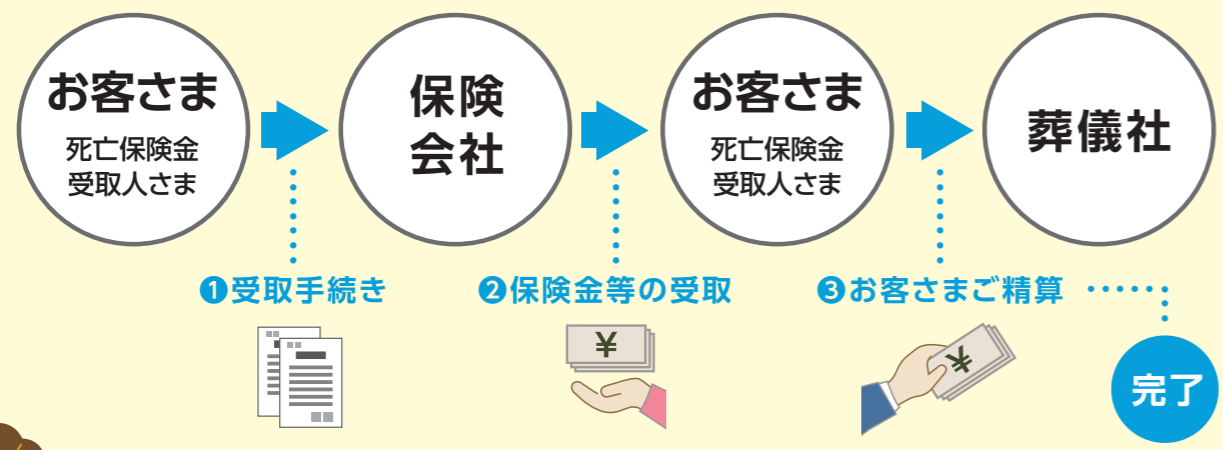 お客さま
死亡保険金
受取人さま
保険
会社
お客さま
死亡保険金
受取人さま
葬儀社
❶受取手続き
❷保険金等の受取
❸お客さまご精算
¥
¥
完了